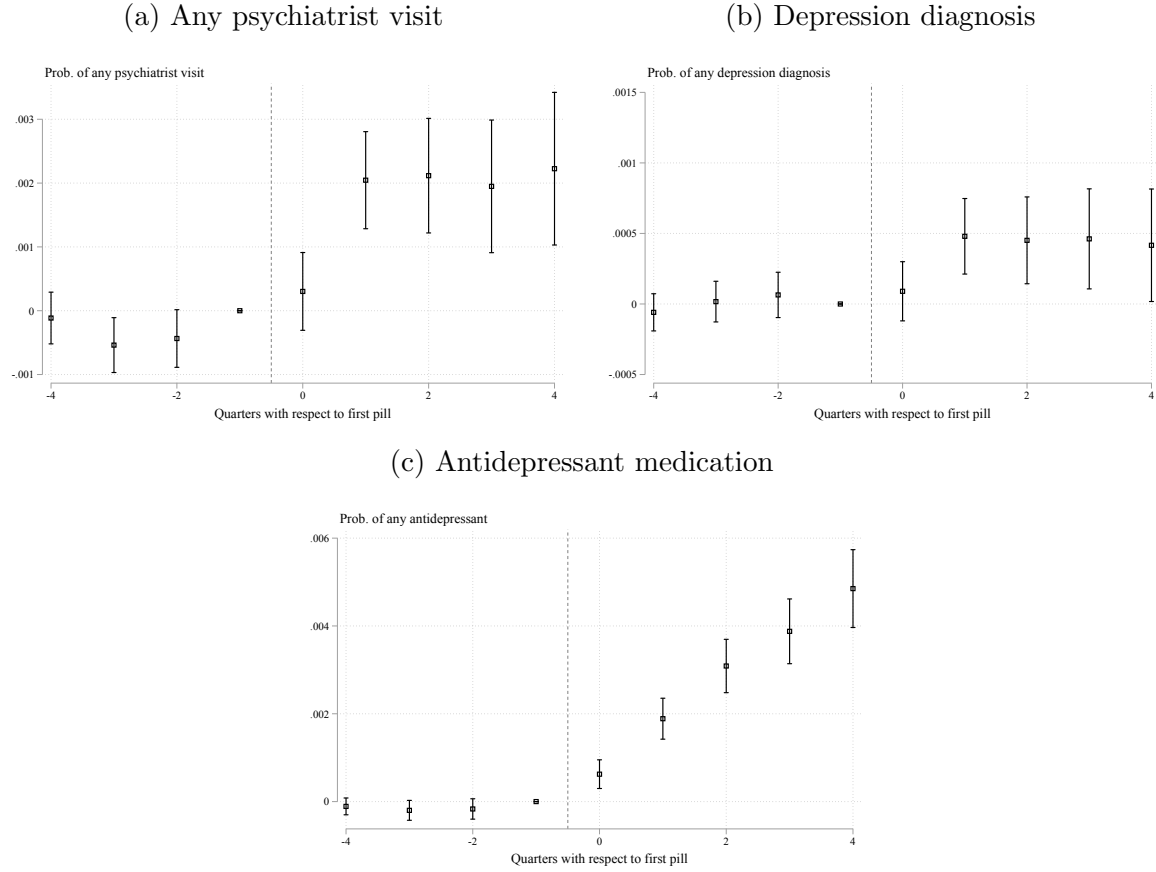 (a) Any psychiatrist visit
Prob. of any psychiatrist visit
.003
.002
.001
0
-.001
-4 -2 0 2 4
Quarters with respect to first pill
(b) Depression diagnosis
Prob. of any depression diagnosis
.0015
.001
.0005
0
-.0005
-4 -2 0 2 4
Quarters with respect to first pill
(c) Antidepressant medication
Prob. of any antidepressant
.006
.004
.002
0
-4 -2 0 2 4
Quarters with respect to first pill